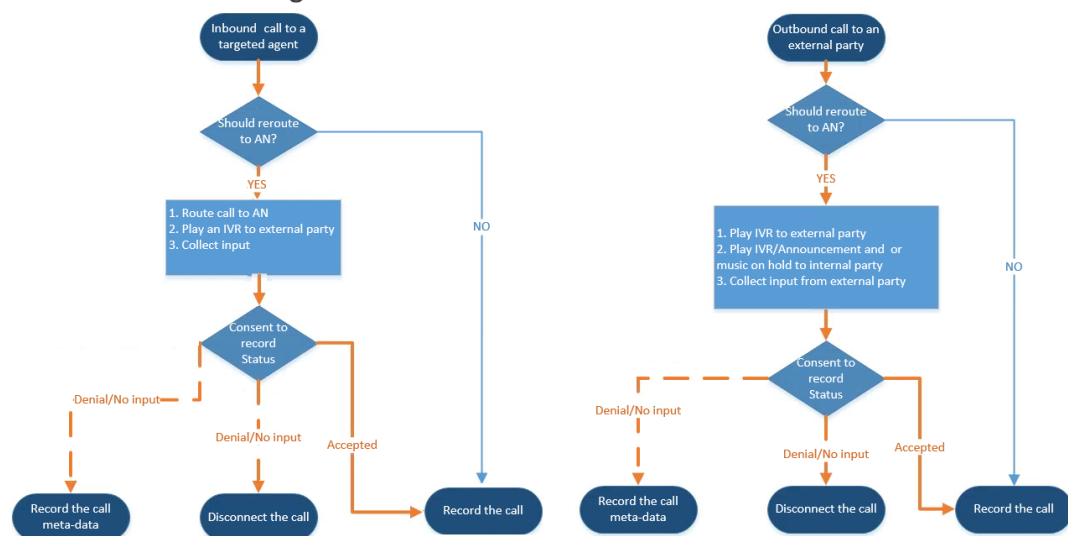 Inbound call to a
targeted agent
Should reroute
to AN?
YES
NO
1. Route call to AN
2. Play an IVR to external party
3. Collect input
Consent to
record
Status
Denial/No input
Denial/No input
Accepted
Record the call
meta-data
Disconnect the call
Record the call
Outbound call to an
external party
Should reroute
to AN?
YES
NO
1. Play IVR to external party
2. Play IVR/Announcement and or
music on hold to internal party
3. Collect input from external party
Consent to
record
Status
Denial/No input
Denial/No input
Accepted
Record the call
meta-data
Disconnect the call
Record the call